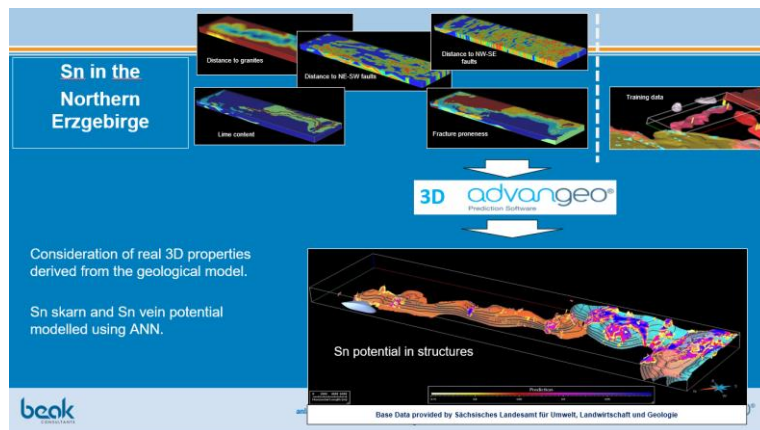 Distance to granites
Distance to NE-SW faults
Distance to NW-SE
faults
Sn in the
Northern
Erzgebirge
Lime content
Fracture proneness
Training data
3D advangeo®
Prediction Software
Consideration of real 3D properties
derived from the geological model.
Sn skarn and Sn vein potential
modelled using ANN.
Sn potential in structures
Prediction
Base Data provided by Sächsisches Landesamt für Umwelt, Landwirtschaft und Geologie
beak
CONSULTANTS